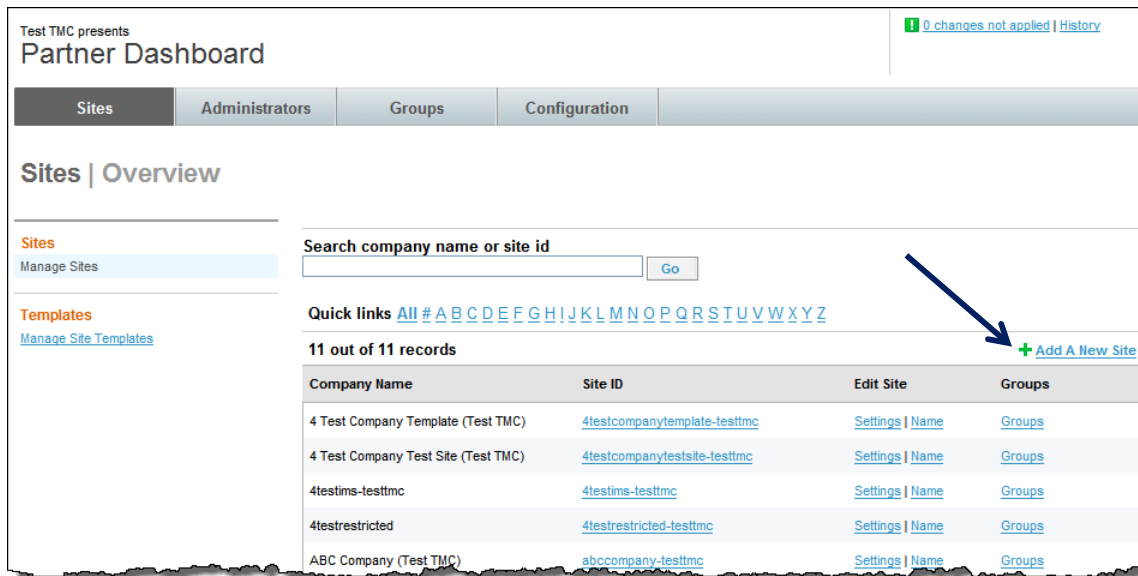 Test TMC presents
Partner Dashboard
0 changes not applied | History
Sites Administrators Groups Configuration
Sites | Overview
Sites
Manage Sites
Templates
Manage Site Templates
Search company name or site id
Go
Quick links All # A B C D E F G H I J K L M N O P Q R S T U V W X Y Z
11 out of 11 records
Add A New Site
Company Name Site ID Edit Site Groups
4 Test Company Template (Test TMC) 4testcompanytemplate-testtmc Settings | Name Groups
4 Test Company Test Site (Test TMC) 4testcompanytestsite-testtmc Settings | Name Groups
4testims-testtmc 4testims-testtmc Settings | Name Groups
4testrestricted 4testrestricted-testtmc Settings | Name Groups
ABC Company (Test TMC) abccompany-testtmc Settings | Name Groups